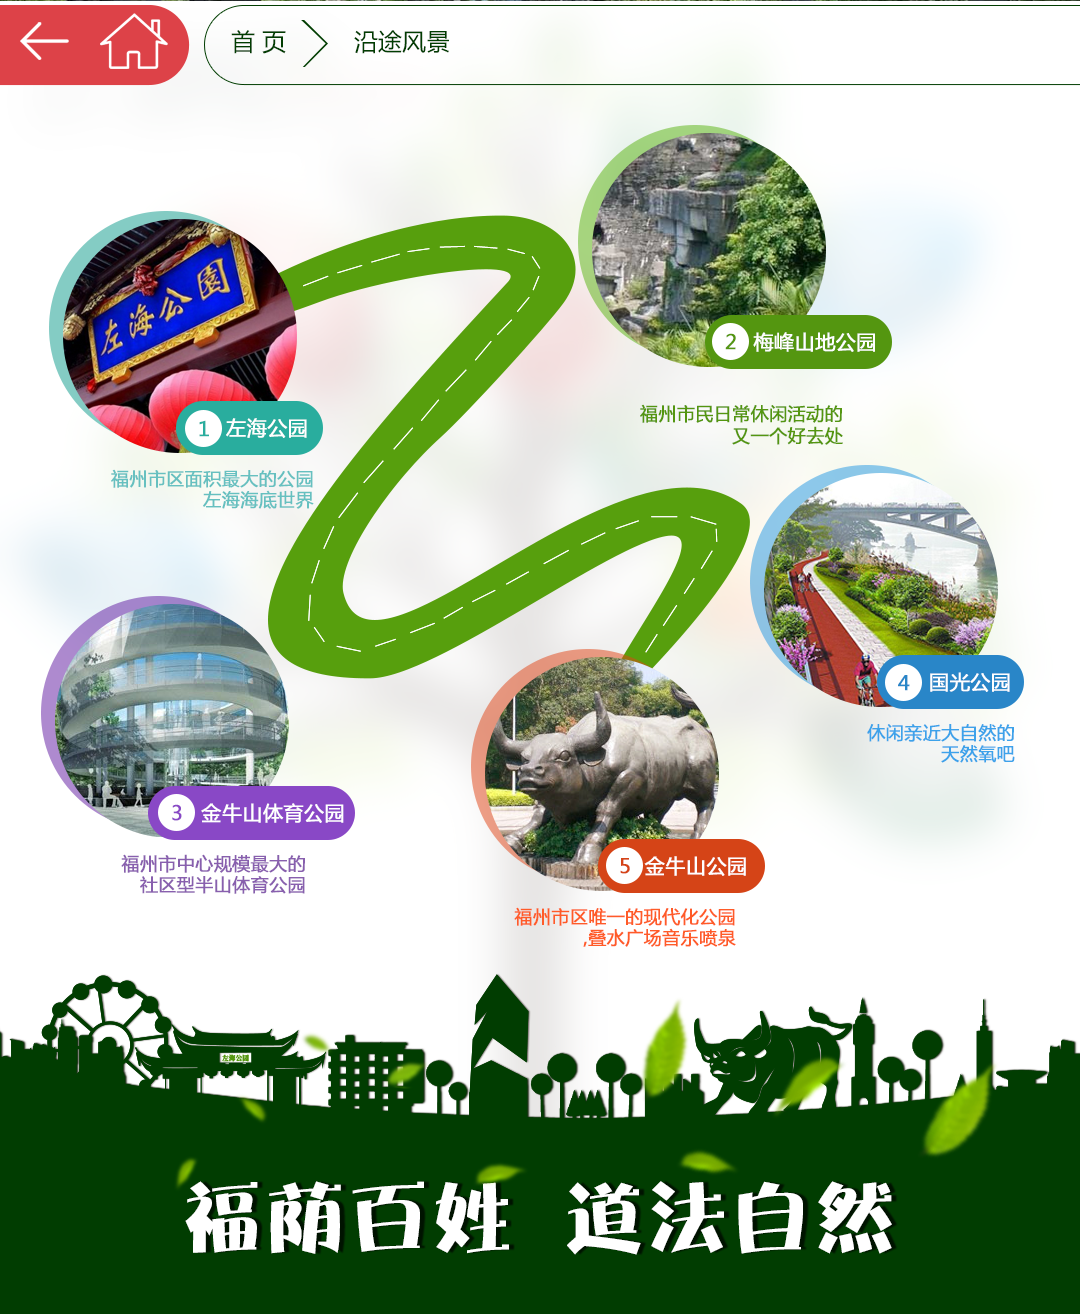 首 页
沿途风景
左海公園
1 左海公园
福州市区面积最大的公园
左海海底世界
2 梅峰山地公园
福州市民日常休闲活动的
又一个好去处
3 金牛山体育公园
福州市中心规模最大的
社区型半山体育公园
4 国光公园
休闲亲近大自然的
天然氧吧
5 金牛山公园
福州市区唯一的现代化公园
,叠水广场音乐喷泉
左海公園
福荫百姓 道法自然